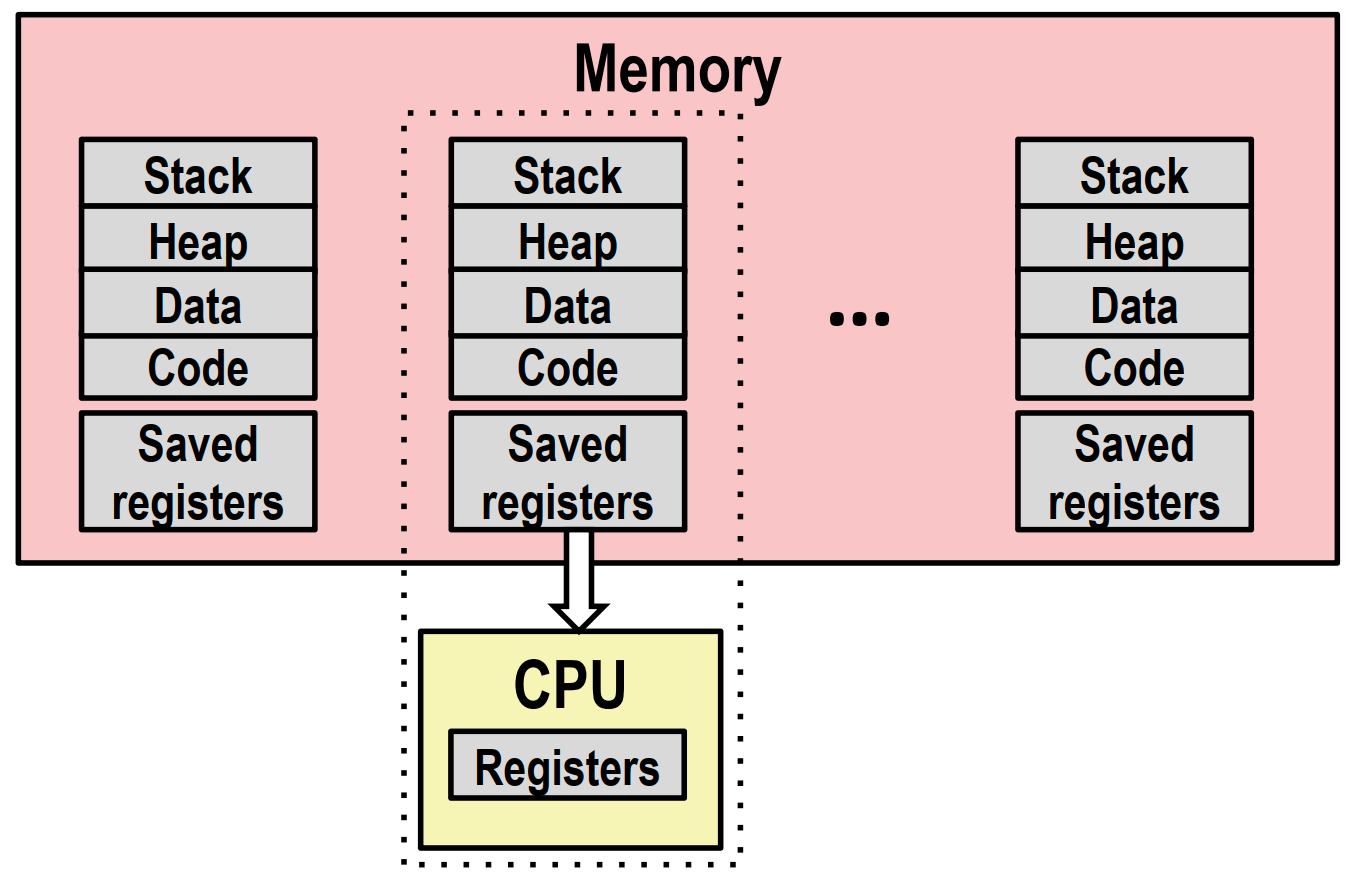 Memory
Stack Stack Stack
Heap Heap Heap
Data Data ... Data
Code Code Code
Saved Saved Saved
registers registers registers
CPU
Registers